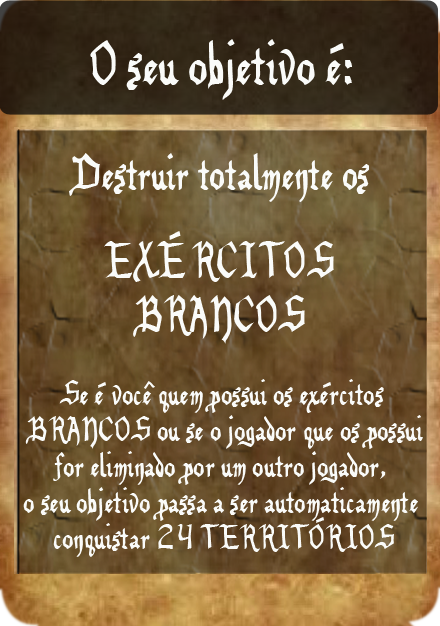 O seu objetivo é:
Destruir totalmente os
EXÉRCITOS
BRANCOS
Se é você quem possui os exércitos
BRANCOS ou se o jogador que os possui
for eliminado por um outro jogador,
o seu objetivo passa a ser automaticamente
conquistar 24 TERRITÓRIOS